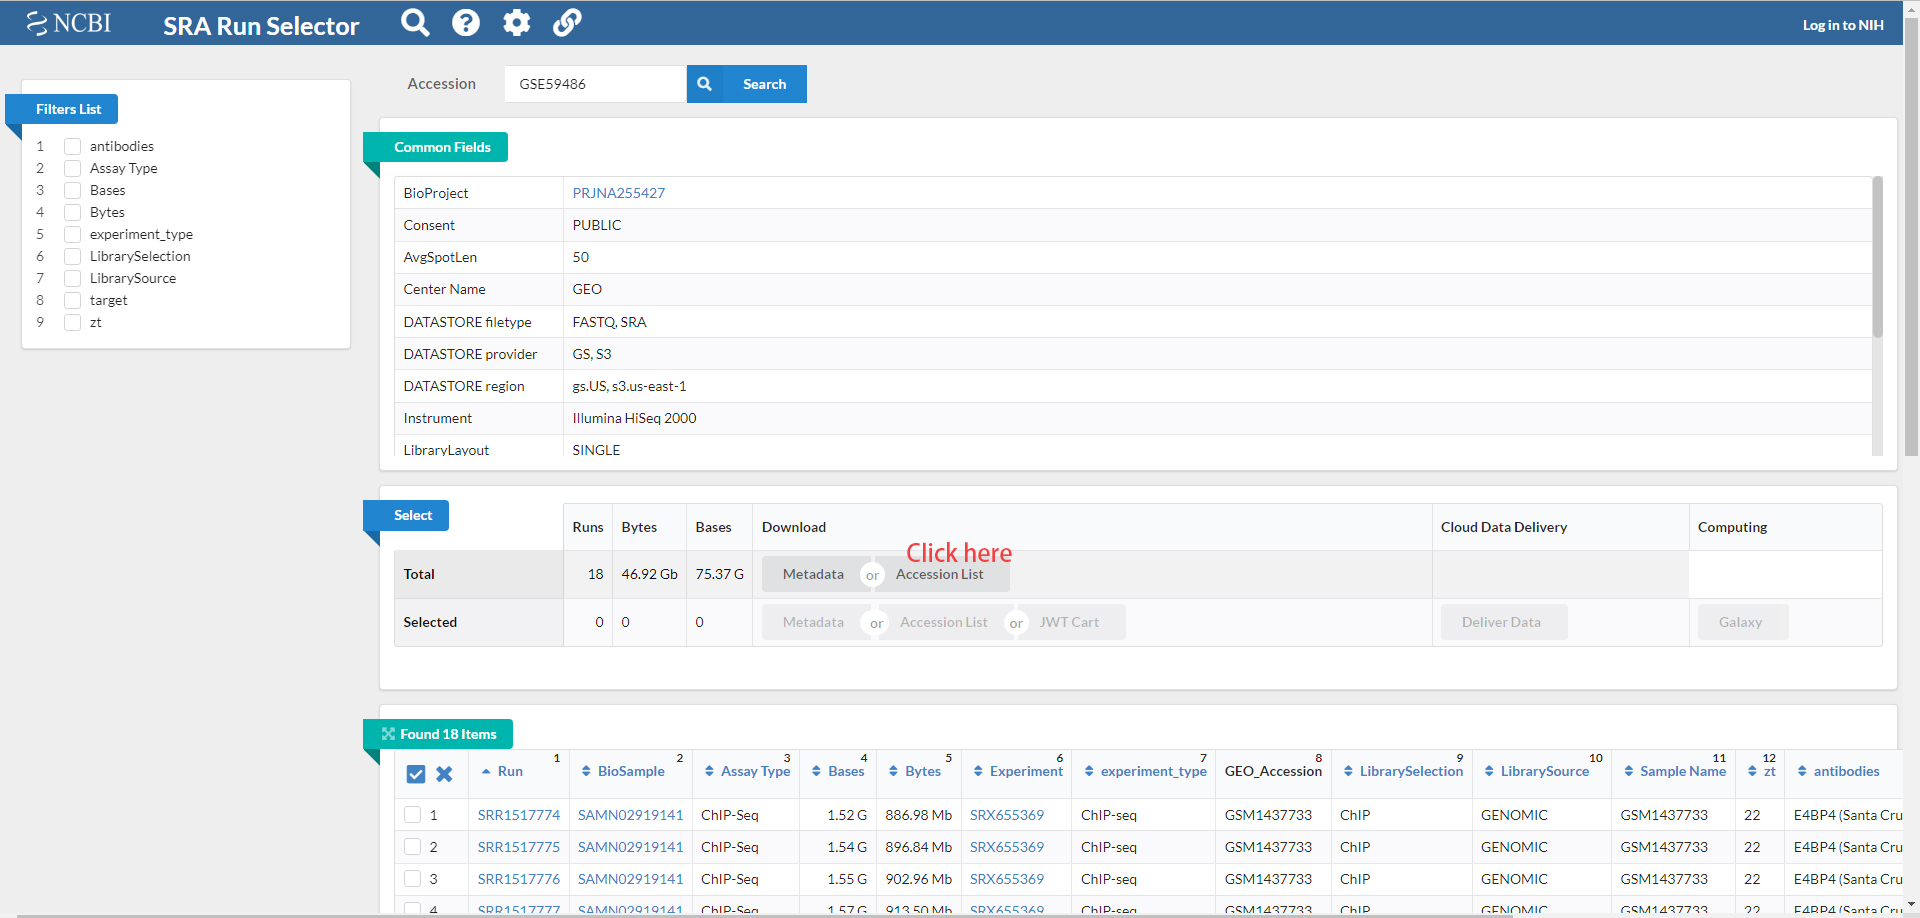 NCBI SRA Run Selector Log in to NIH
Accession GSE59486 Search
Filters List
1 antibodies
2 Assay Type
3 Bases
4 Bytes
5 experiment_type
6 LibrarySelection
7 LibrarySource
8 target
9 zt
Common Fields
BioProject PRJNA255427
Consent PUBLIC
AvgSpotLen 50
Center Name GEO
DATASTORE filetype FASTQ, SRA
DATASTORE provider GS, S3
DATASTORE region gs.US, s3.us-east-1
Instrument Illumina HiSeq 2000
LibraryLayout SINGLE
Select
Runs Bytes Bases Download Cloud Data Delivery Computing
Click here
Total 18 46.92 Gb 75.37 G Metadata or Accession List
Selected 0 0 0 Metadata or Accession List or JWT Cart Deliver Data Galaxy
Found 18 Items
1 2 3 4 5 6 7 8 9 10 11 12
Run BioSample Assay Type Bases Bytes Experiment experiment_type GEO_Accession LibrarySelection LibrarySource Sample Name zt antibodies
1 SRR1517774 SAMN02919141 ChIP-Seq 1.52 G 886.98 Mb SRX655369 ChIP-seq GSM1437733 ChIP GENOMIC GSM1437733 22 E4BP4 (Santa Cru
2 SRR1517775 SAMN02919141 ChIP-Seq 1.54 G 896.84 Mb SRX655369 ChIP-seq GSM1437733 ChIP GENOMIC GSM1437733 22 E4BP4 (Santa Cru
3 SRR1517776 SAMN02919141 ChIP-Seq 1.55 G 902.96 Mb SRX655369 ChIP-seq GSM1437733 ChIP GENOMIC GSM1437733 22 E4BP4 (Santa Cru
4 SRR1517777 SAMN02919141 ChIP-Seq 1.57 G 913.50 Mb SRX655369 ChIP-seq GSM1437733 ChIP GENOMIC GSM1437733 22 E4BP4 (Santa Cru